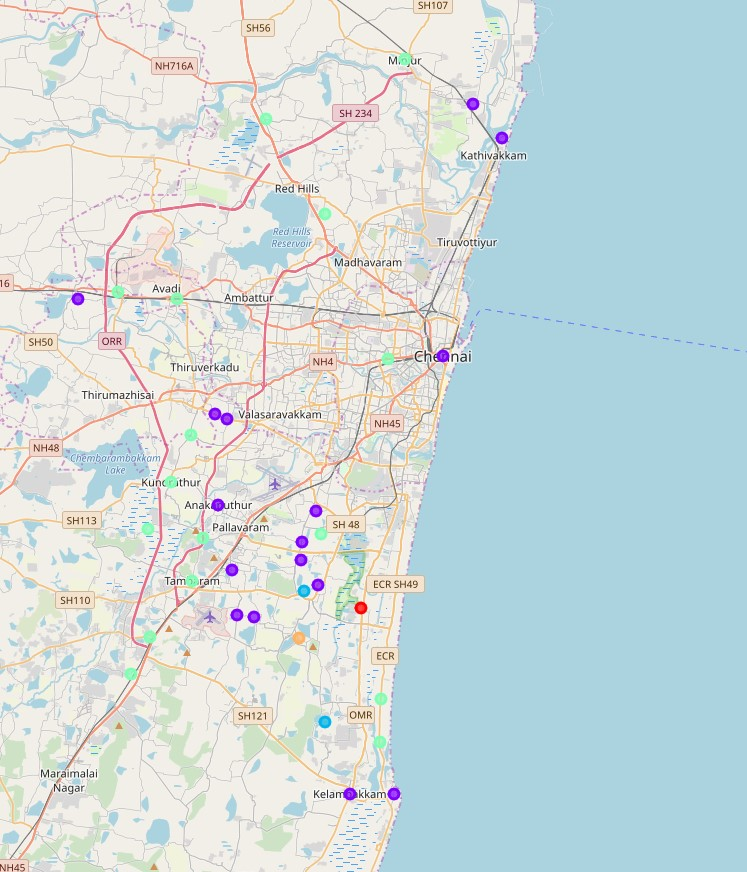 SH107
SH56
Minjur
NH716A
SH 234
Kathivakkam
Red Hills
Red Hills
Reservoir
Tiruvottiyur
Madhavaram
16
Avadi
Ambattur
SH50
ORR
Chennai
NH4
Thiruverkadu
Thirumazhisai
Valasaravakkam
NH45
NH48
Chembarambakkam
Lake
Kundrathur
Anakaputhur
SH113
Pallavaram
SH 48
Tambaram
ECR SH49
SH110
ECR
SH121
OMR
Maraimalai
Nagar
Kelambakkam
NH45